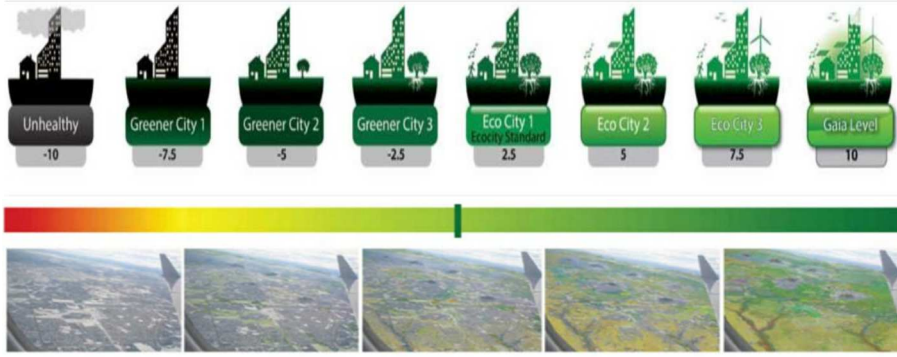 Unhealthy
-10
Greener City 1
-7.5
Greener City 2
-5
Greener City 3
-2.5
Eco City 1
Ecocity Standard
2.5
Eco City 2
5
Eco City 3
7.5
Gaia Level
10